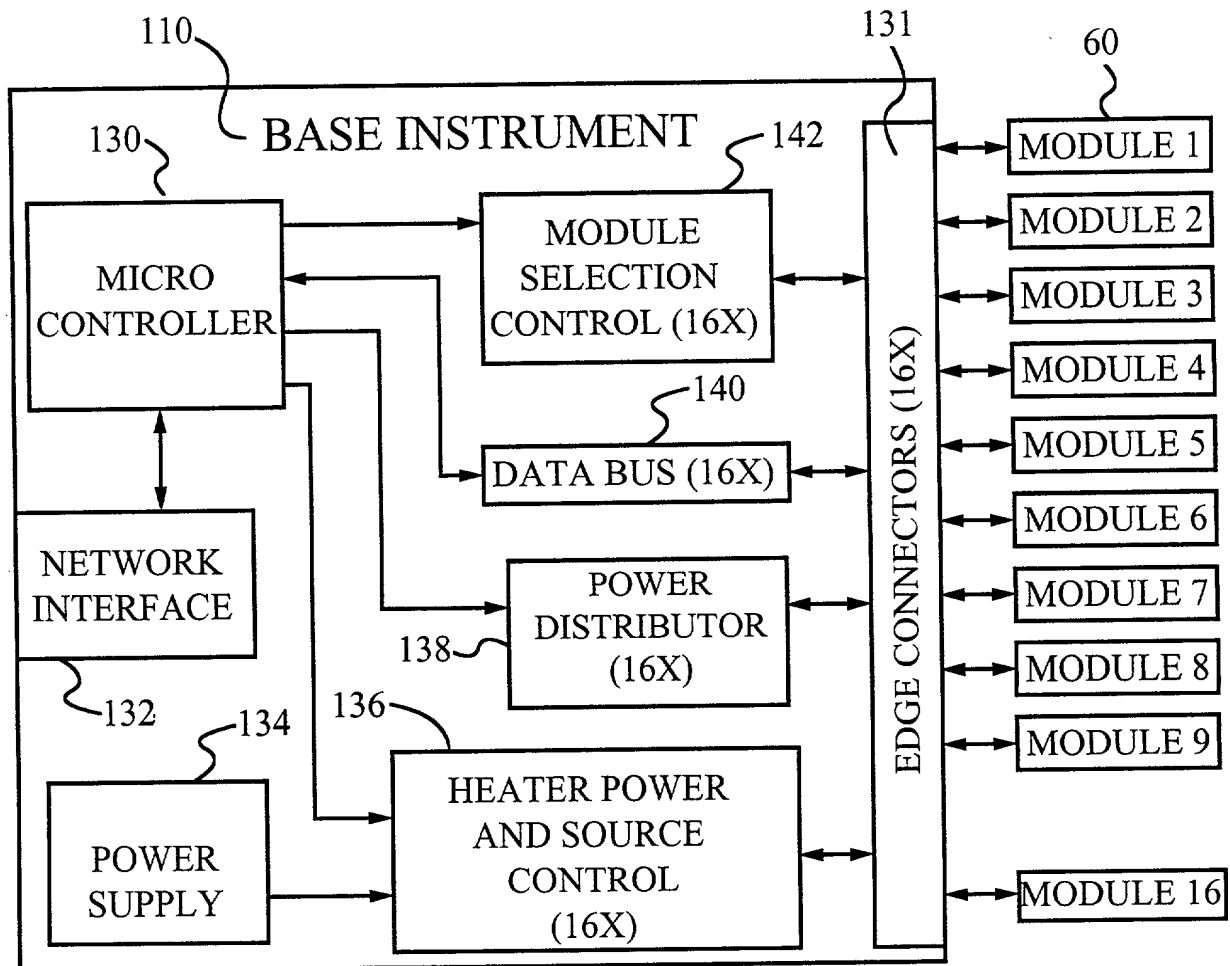 110
131
60
BASE INSTRUMENT
130
142
MICRO
CONTROLLER
MODULE
SELECTION
CONTROL (16X)
140
DATA BUS (16X)
NETWORK
INTERFACE
132
POWER
DISTRIBUTOR
(16X)
138
134
POWER
SUPPLY
136
HEATER POWER
AND SOURCE
CONTROL
(16X)
EDGE CONNECTORS (16X)
MODULE 1
MODULE 2
MODULE 3
MODULE 4
MODULE 5
MODULE 6
MODULE 7
MODULE 8
MODULE 9
MODULE 16